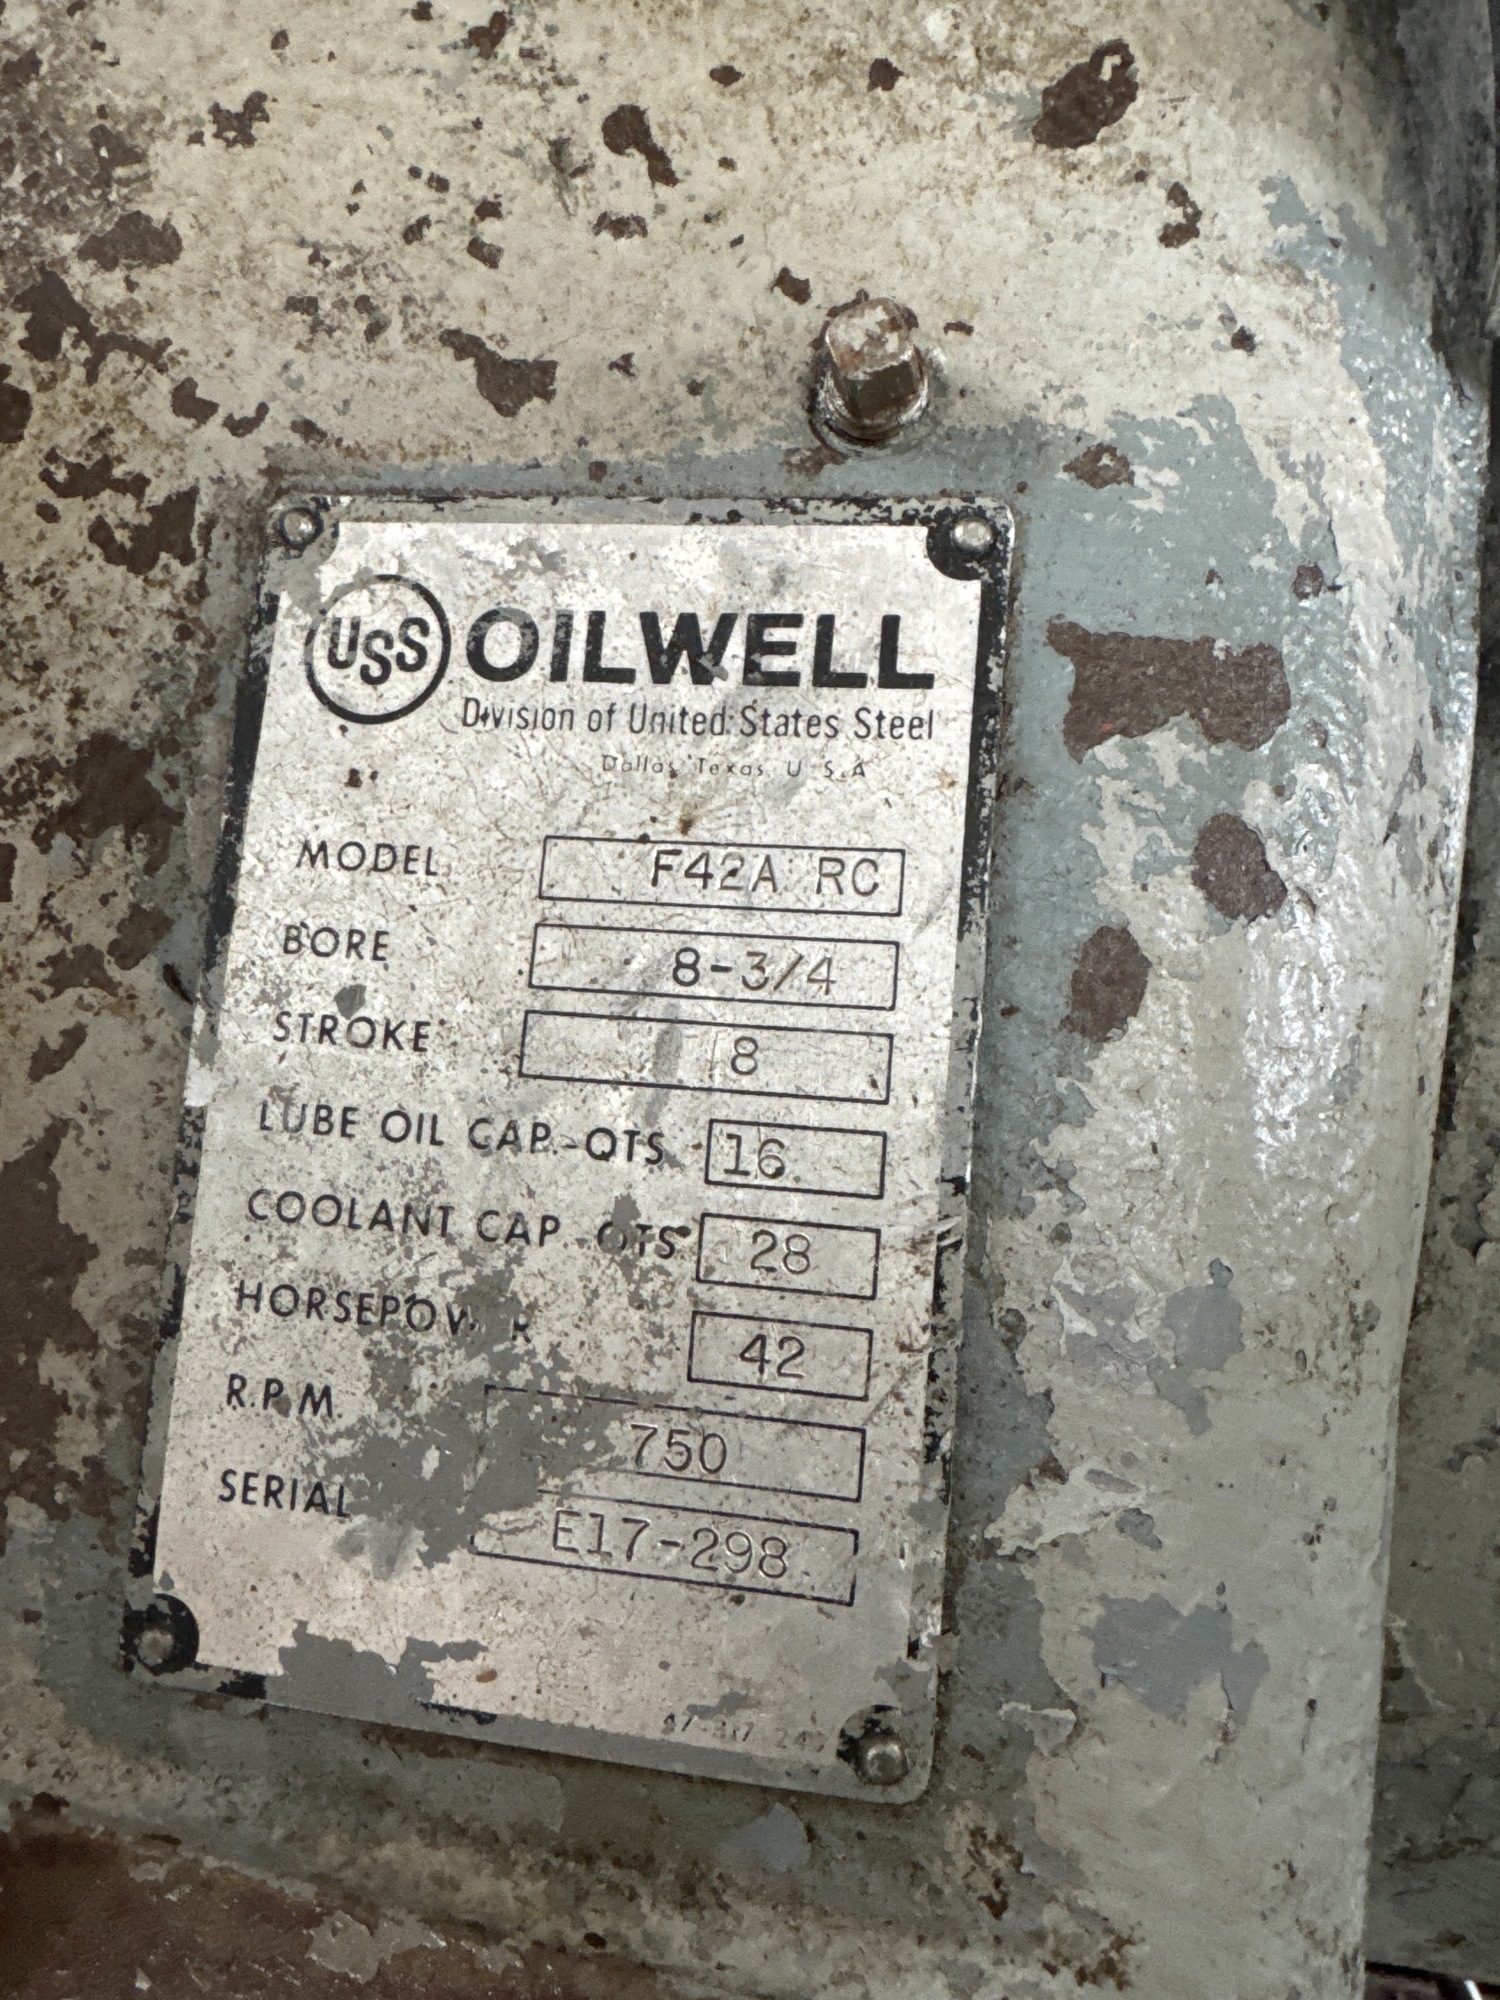 USS OILWELL
Division of United States Steel
Dallas, Texas, U.S.A
MODEL F42A RC
BORE 8-3/4
STROKE 8
LUBE OIL CAP.-QTS. 16
COOLANT CAP. QTS 28
HORSEPOWER 42
R.P.M. 750
SERIAL E17-298